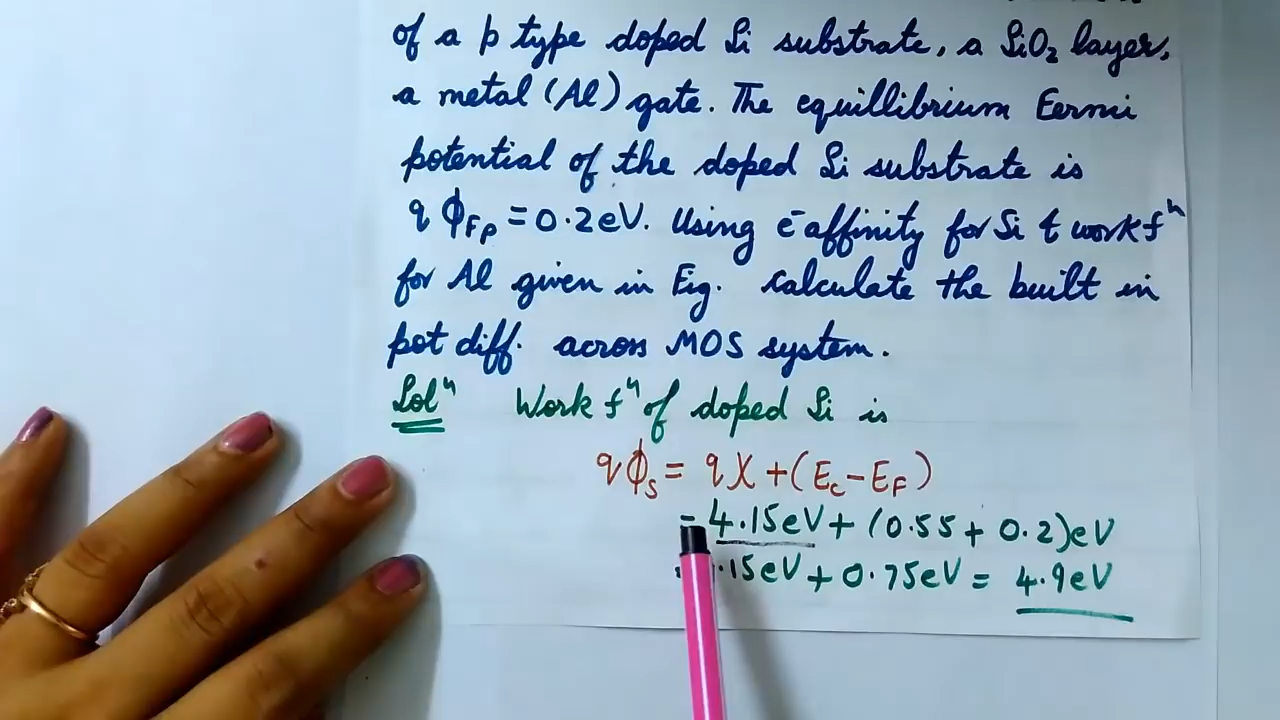 of a p type doped Si substrate, a SiO₂ layer,
a metal (Al) gate. The equillibrium Fermi
potential of the doped Si substrate is
q ϕFp = 0.2eV. Using e⁻ affinity for Si & work fⁿ
for Al given in Fig. calculate the built in
pot diff. across MOS system.
Solⁿ Work fⁿ of doped Si is
qϕs = qχ + (Ec - EF)
= 4.15eV + (0.55 + 0.2)eV
.15eV + 0.75eV = 4.9eV